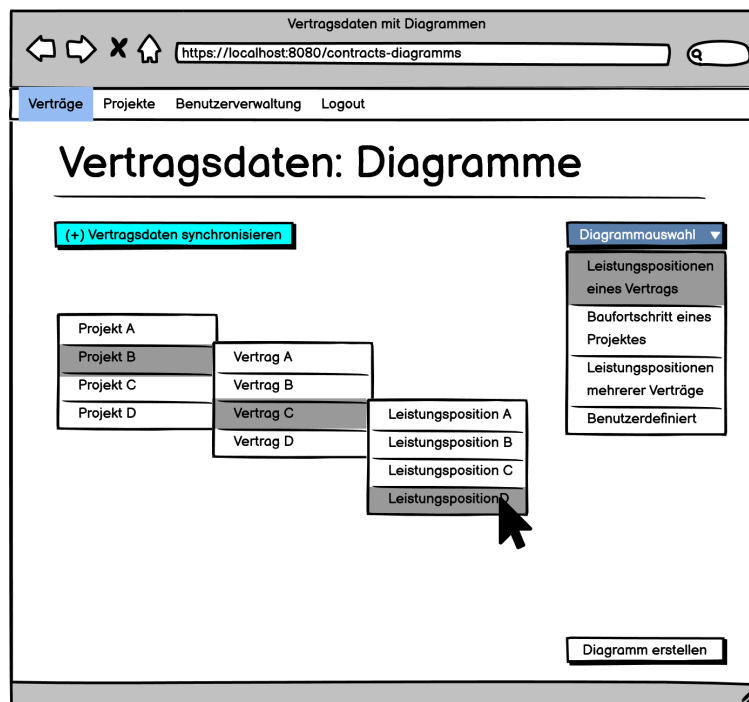 Vertragsdaten mit Diagrammen
https://localhost:8080/contracts-diagramms
Verträge Projekte Benutzerverwaltung Logout
Vertragsdaten: Diagramme
(+) Vertragsdaten synchronisieren
Diagrammauswahl
Leistungspositionen
eines Vertrags
Baufortschritt eines
Projektes
Leistungspositionen
mehrerer Verträge
Benutzerdefiniert
Projekt A
Projekt B
Projekt C
Projekt D
Vertrag A
Vertrag B
Vertrag C
Vertrag D
Leistungsposition A
Leistungsposition B
Leistungsposition C
Leistungsposition D
Diagramm erstellen